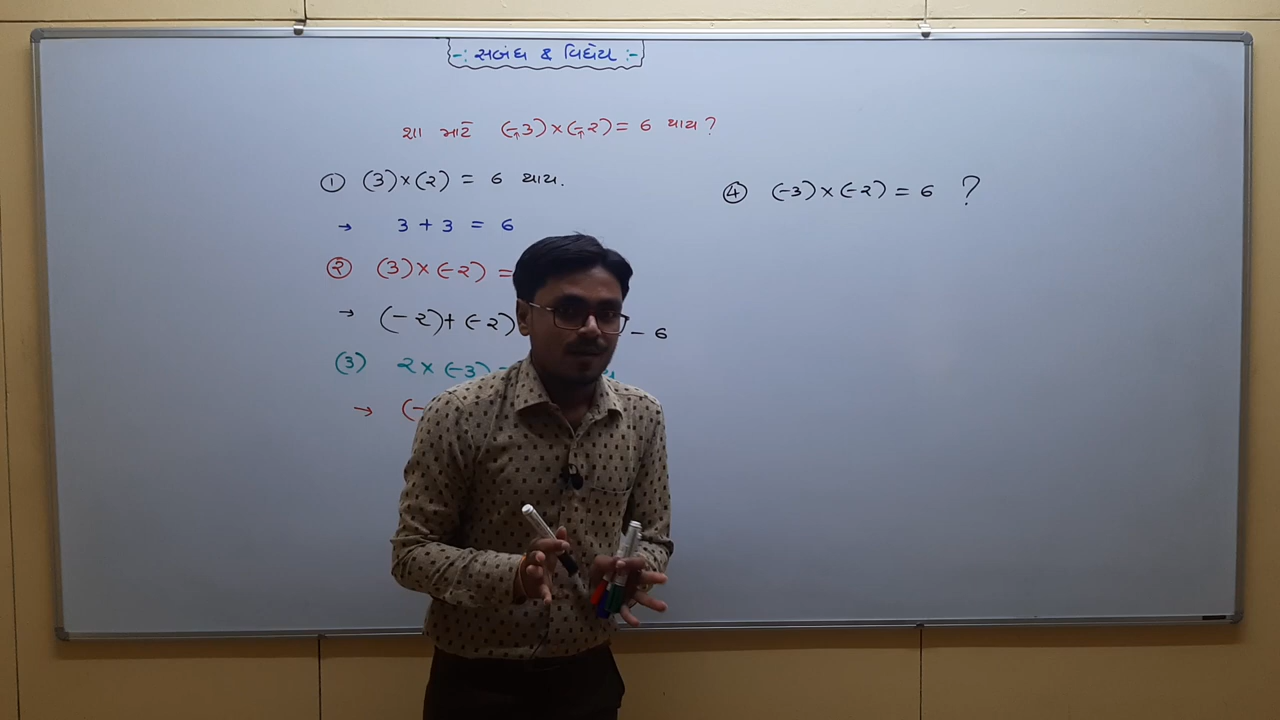 -: સબંધ & વિધેય :-
શા માટે (-3)×(-2) = 6 થાય?
① (3)×(2) = 6 થાય.
→ 3 + 3 = 6
② (3)×(-2) =
→ (-2)+(-2) - 6
(3) 2×(-3)
→ (-
④ (-3)×(-2) = 6 ?